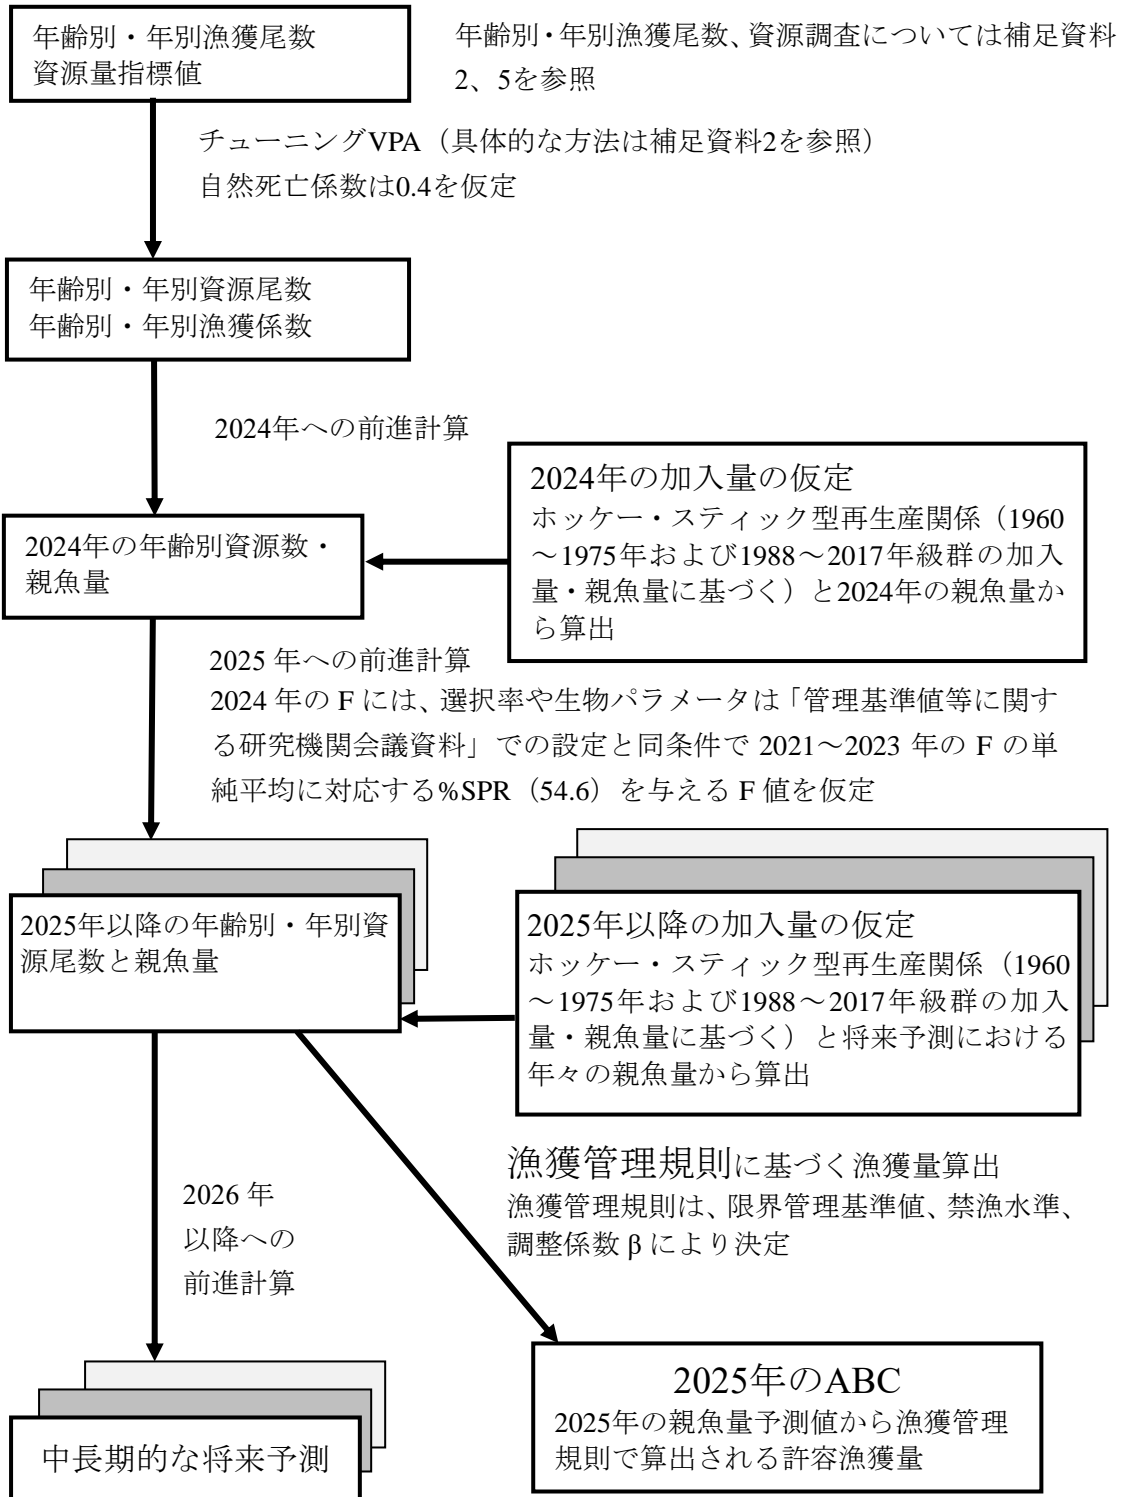 年齢別・年別漁獲尾数
資源量指標値
年齢別・年別漁獲尾数、資源調査については補足資料
2、5を参照
チューニングVPA（具体的な方法は補足資料2を参照）
自然死亡係数は0.4を仮定
年齢別・年別資源尾数
年齢別・年別漁獲係数
2024年への前進計算
2024年の加入量の仮定
ホッケー・スティック型再生産関係（1960
～1975年および1988～2017年級群の加入
量・親魚量に基づく）と2024年の親魚量か
ら算出
2024年の年齢別資源数・
親魚量
2025 年への前進計算
2024 年の F には、選択率や生物パラメータは「管理基準値等に関す
る研究機関会議資料」での設定と同条件で 2021～2023 年の F の単
純平均に対応する%SPR（54.6）を与える F 値を仮定
2025年以降の年齢別・年別資
源尾数と親魚量
2025年以降の加入量の仮定
ホッケー・スティック型再生産関係（1960
～1975年および1988～2017年級群の加入
量・親魚量に基づく）と将来予測における
年々の親魚量から算出
漁獲管理規則に基づく漁獲量算出
漁獲管理規則は、限界管理基準値、禁漁水準、
調整係数 β により決定
2026 年
以降への
前進計算
2025年のABC
2025年の親魚量予測値から漁獲管理
規則で算出される許容漁獲量
中長期的な将来予測